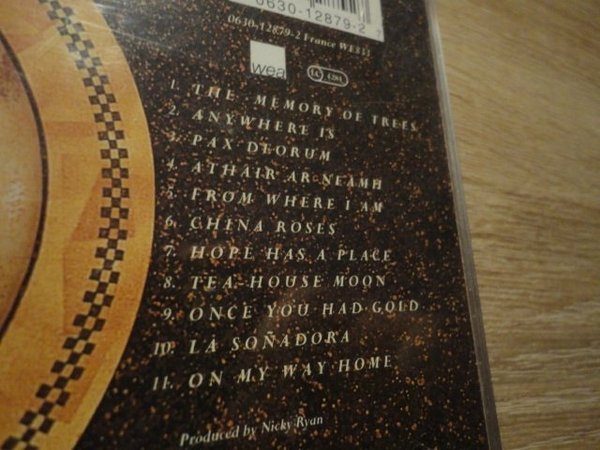 0630-12879-2 7
0630-12879-2 France WE833
wea
LC 4281
1. THE MEMORY OF TREES
2. ANYWHERE IS
3. PAX DEORUM
4. ATHAIR AR NEAMH
5. FROM WHERE I AM
6. CHINA ROSES
7. HOPE HAS A PLACE
8. TEA-HOUSE MOON
9. ONCE YOU HAD GOLD
10. LA SOÑADORA
11. ON MY WAY HOME
Produced by Nicky Ryan